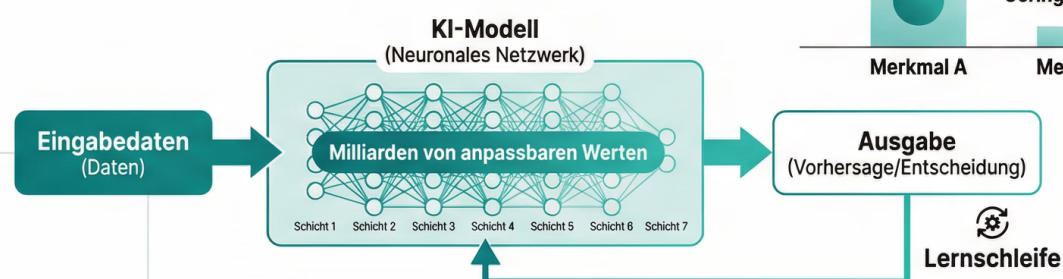 KI-Modell
(Neuronales Netzwerk)
Merkmal A
Eingabedaten
(Daten)
Milliarden von anpassbaren Werten
Ausgabe
(Vorhersage/Entscheidung)
Schicht 1 Schicht 2 Schicht 3 Schicht 4 Schicht 5 Schicht 6 Schicht 7
Lernschleife